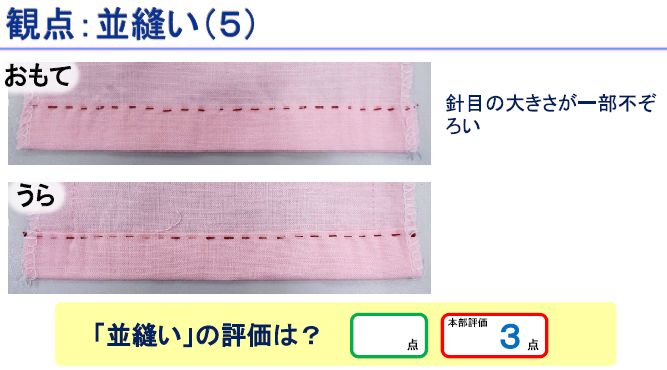 観点：並縫い（５）
おもて
針目の大きさが一部不ぞ
ろい
うら
「並縫い」の評価は？
点
本部評価
３
点